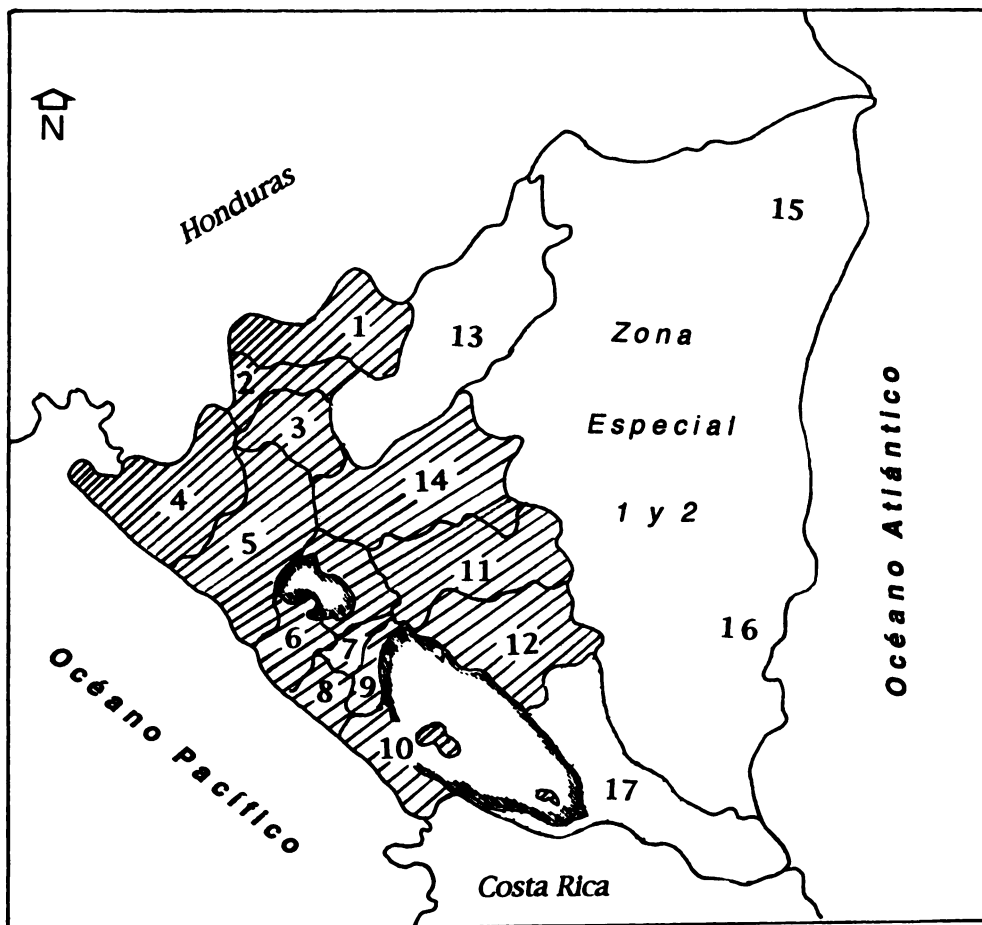 N
Honduras
15
1
13
Zona
2
3
Especial
14
4
1 y 2
5
11
16
6
7
12
8
9
10
17
Océano Pacífico
Océano Atlántico
Costa Rica